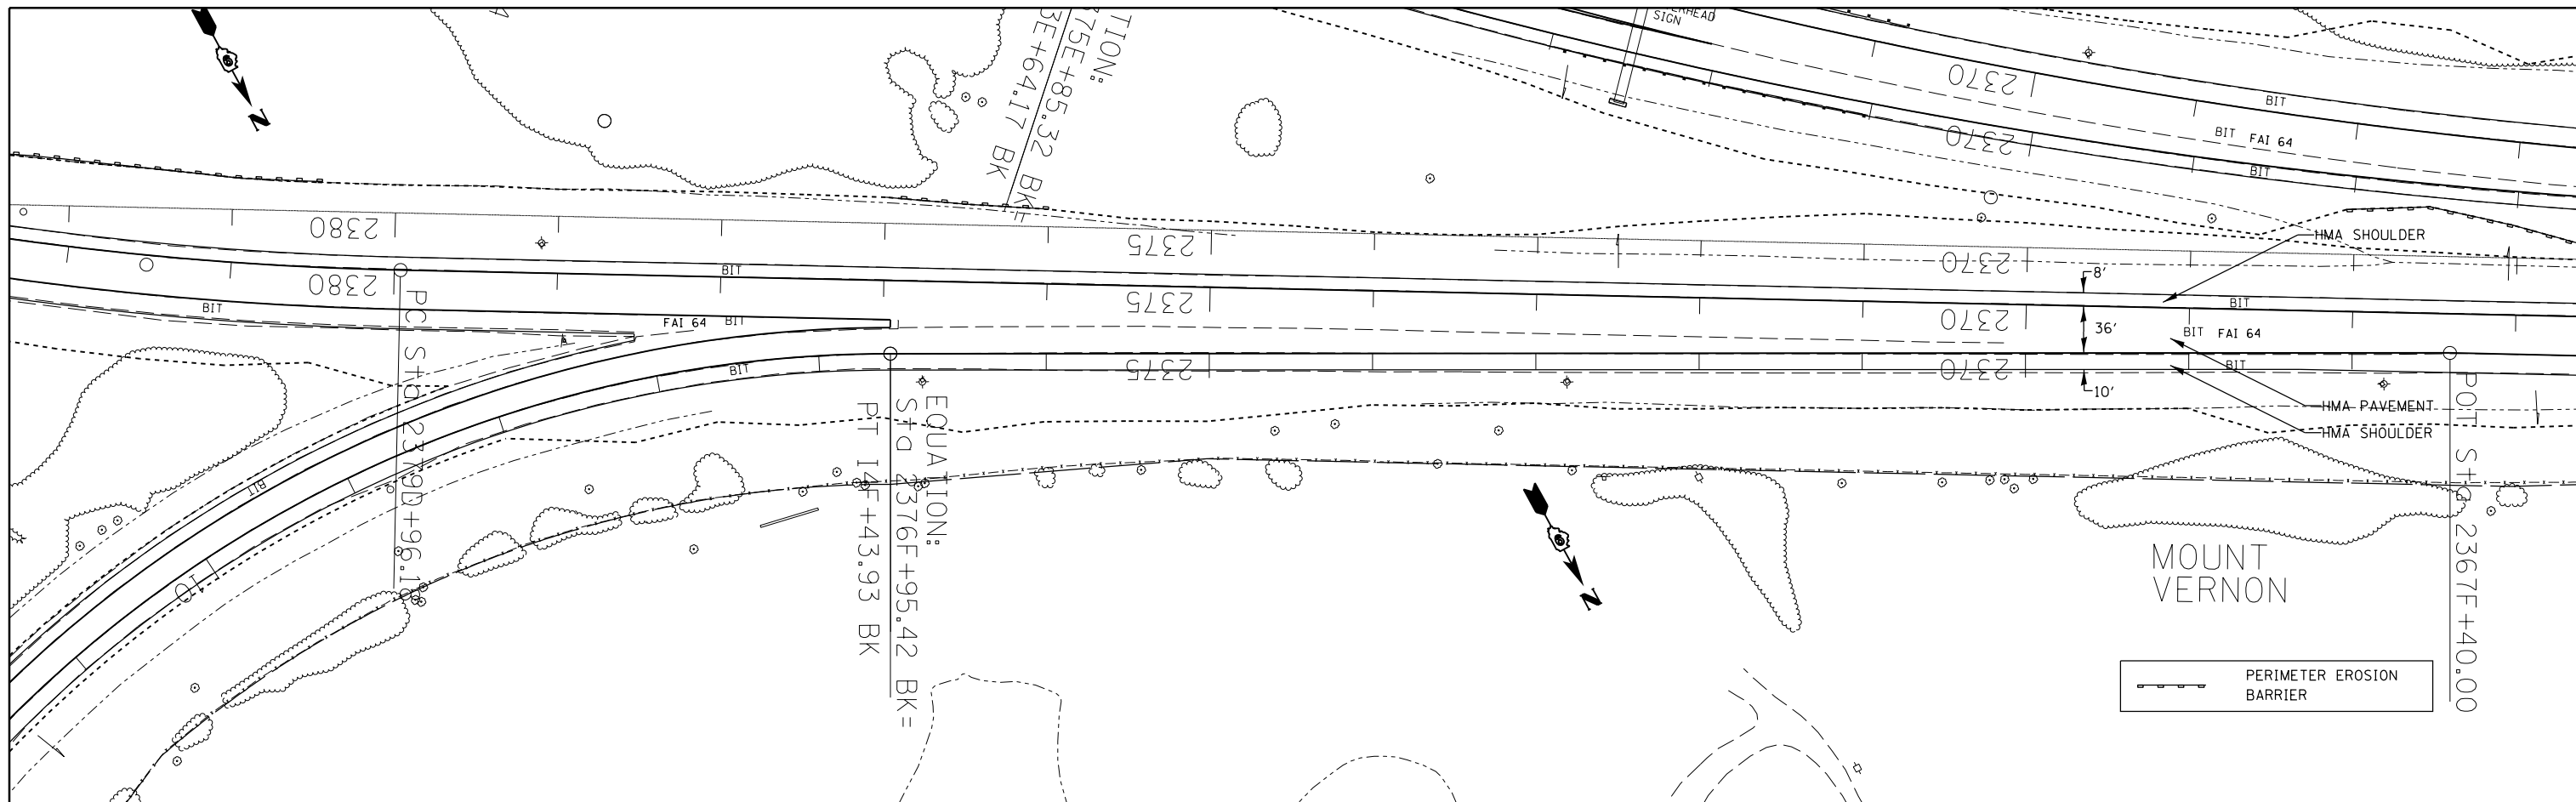 N
TION:
75E+85.32 BK=
3E+64.17 BK
SIGN
2370
BIT
2370
BIT FAI 64
BIT
2380
2375
2370
HMA SHOULDER
8'
BIT
BIT
2380
2375
2370
BIT
FAI 64 BIT
36'
BIT FAI 64
BIT
2375
2370
BIT
10'
HMA PAVEMENT
HMA SHOULDER
BIT
10
PC Sta 2379D+96.1
EQUATION:
Sta 2376F+95.42 BK=
PT 14F+43.93 BK
N
MOUNT
VERNON
POT Sta 2367F+40.00
PERIMETER EROSION
BARRIER